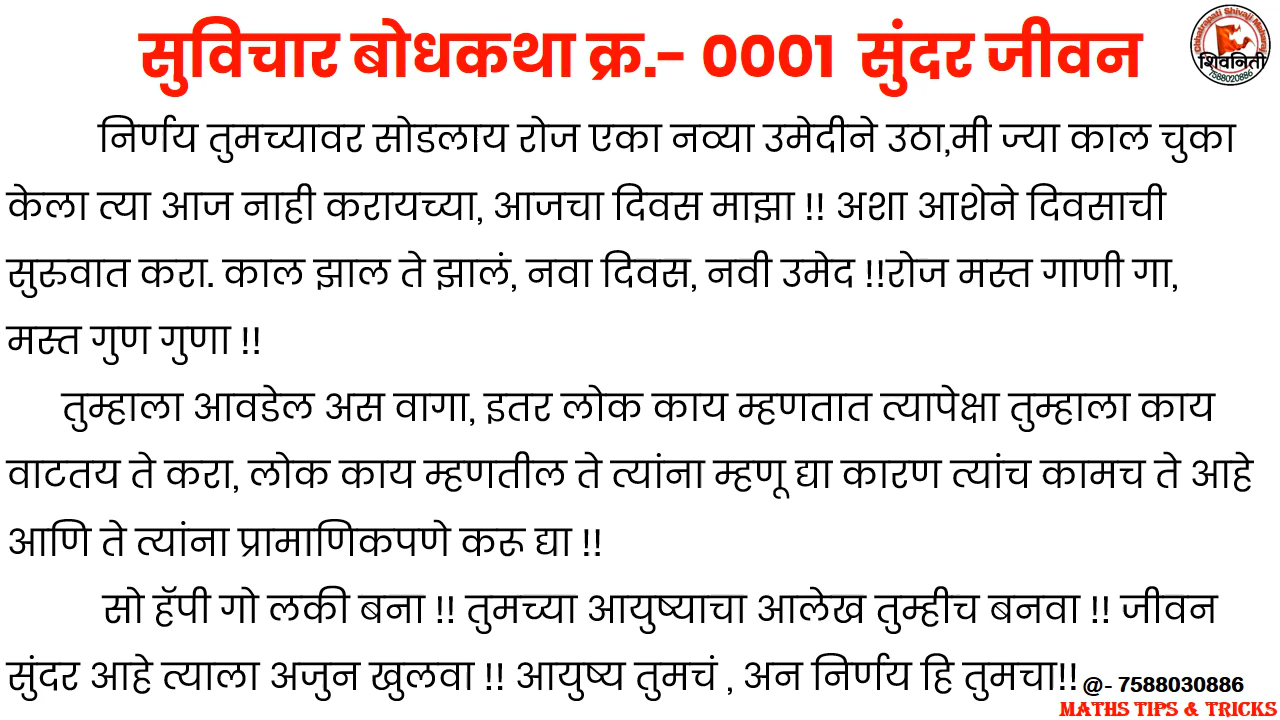 सुविचार बोधकथा क्र.- 0001 सुंदर जीवन
Chhatrapati Shivaji Maharaj
शिवनिती
7588020886
निर्णय तुमच्यावर सोडलाय रोज एका नव्या उमेदीने उठा,मी ज्या काल चुका
केला त्या आज नाही करायच्या, आजचा दिवस माझा !! अशा आशेने दिवसाची
सुरुवात करा. काल झाल ते झालं, नवा दिवस, नवी उमेद !!रोज मस्त गाणी गा,
मस्त गुण गुणा !!
तुम्हाला आवडेल अस वागा, इतर लोक काय म्हणतात त्यापेक्षा तुम्हाला काय
वाटतय ते करा, लोक काय म्हणतील ते त्यांना म्हणू द्या कारण त्यांच कामच ते आहे
आणि ते त्यांना प्रामाणिकपणे करू द्या !!
सो हॅपी गो लकी बना !! तुमच्या आयुष्याचा आलेख तुम्हीच बनवा !! जीवन
सुंदर आहे त्याला अजुन खुलवा !! आयुष्य तुमचं , अन निर्णय हि तुमचा!!
@- 7588030886
MATHS TIPS & TRICKS